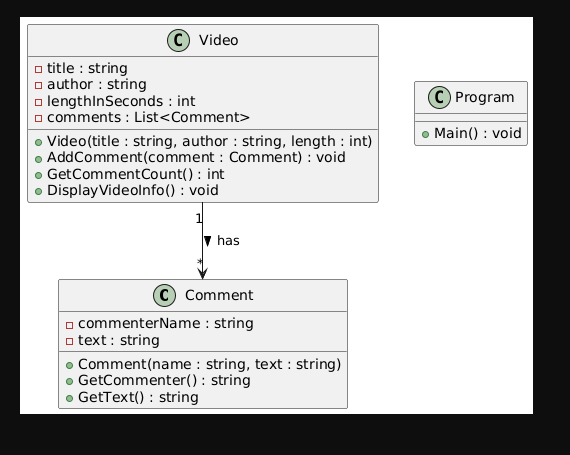 C Video
title : string
author : string
lengthInSeconds : int
comments : List<Comment>
Video(title : string, author : string, length : int)
AddComment(comment : Comment) : void
GetCommentCount() : int
DisplayVideoInfo() : void
C Program
Main() : void
1
has
*
C Comment
commenterName : string
text : string
Comment(name : string, text : string)
GetCommenter() : string
GetText() : string